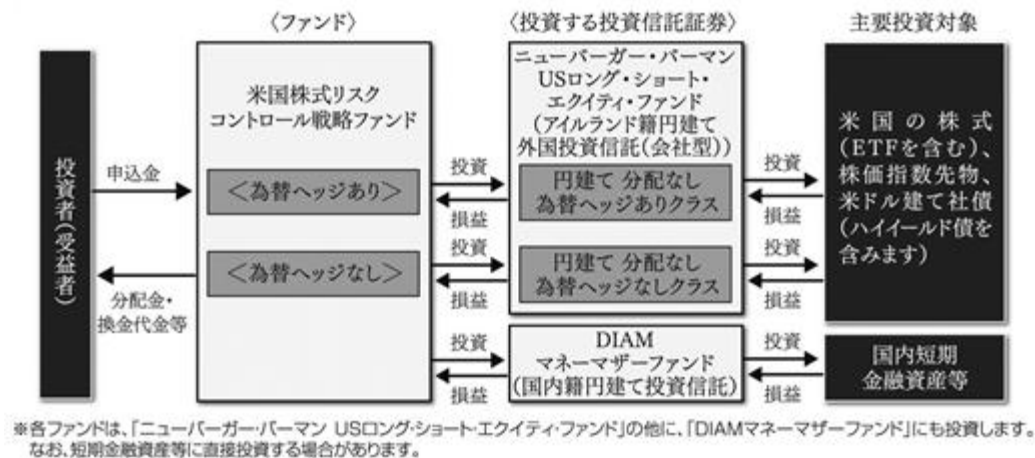 〈ファンド〉
〈投資する投資信託証券〉
主要投資対象
投資者(受益者)
申込金
分配金・
換金代金等
米国株式リスク
コントロール戦略ファンド
＜為替ヘッジあり＞
＜為替ヘッジなし＞
投資
損益
投資
損益
投資
損益
ニューバーガー・バーマン
USロング・ショート・
エクイティ・ファンド
(アイルランド籍円建て
外国投資信託(会社型))
円建て 分配なし
為替ヘッジありクラス
円建て 分配なし
為替ヘッジなしクラス
DIAM
マネーマザーファンド
(国内籍円建て投資信託)
投資
損益
投資
損益
投資
損益
米国の株式
(ETFを含む)、
株価指数先物、
米ドル建て社債
(ハイイールド債を
含みます)
国内短期
金融資産等
※各ファンドは、「ニューバーガー・バーマン USロング・ショート・エクイティ・ファンド」の他に、「DIAMマネーマザーファンド」にも投資します。
なお、短期金融資産等に直接投資する場合があります。